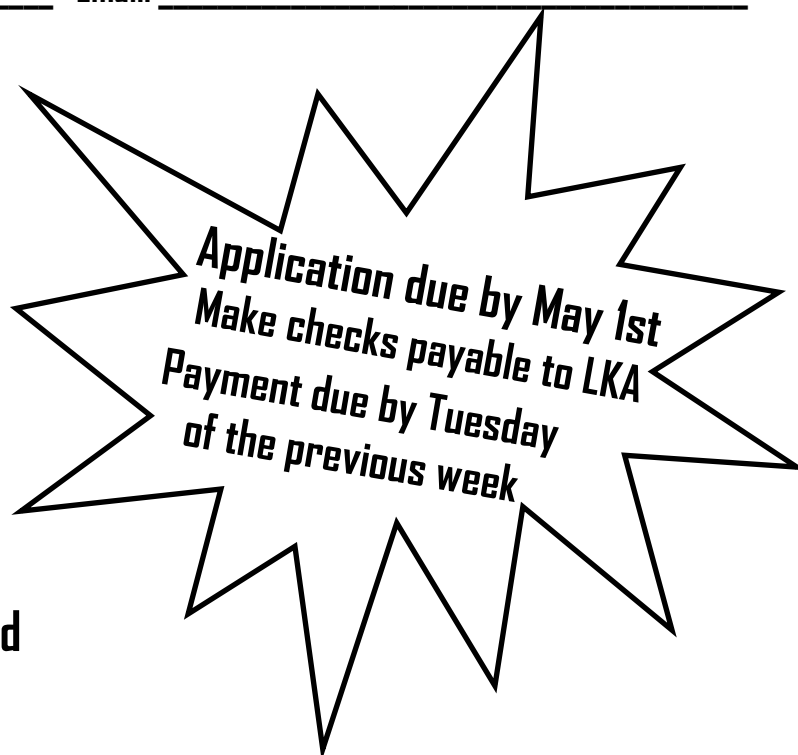 Application due by May 1st
Make checks payable to LKA
Payment due by Tuesday
of the previous week
d